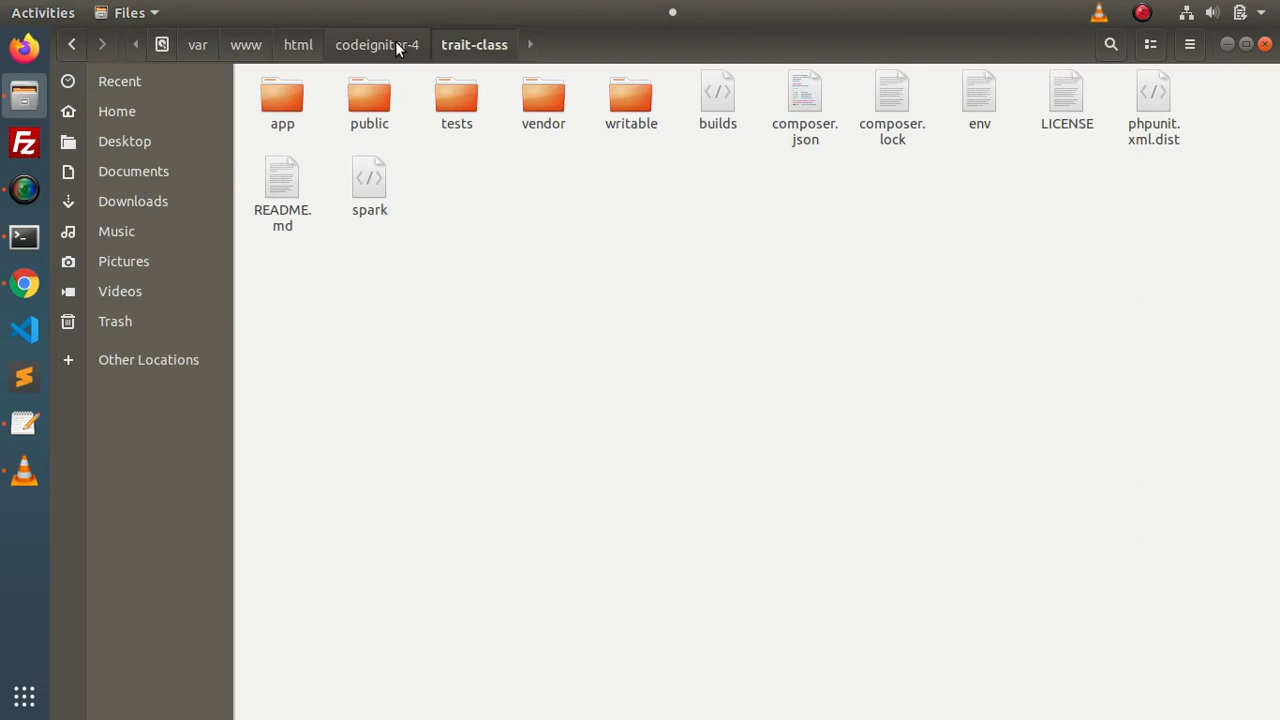 Activities
Files
var
www
html
codeigniter-4
trait-class
Recent
Home
Desktop
Documents
Downloads
Music
Pictures
Videos
Trash
Other Locations
app
public
tests
vendor
writable
builds
composer.
json
composer.
lock
env
LICENSE
phpunit.
xml.dist
README.
md
spark